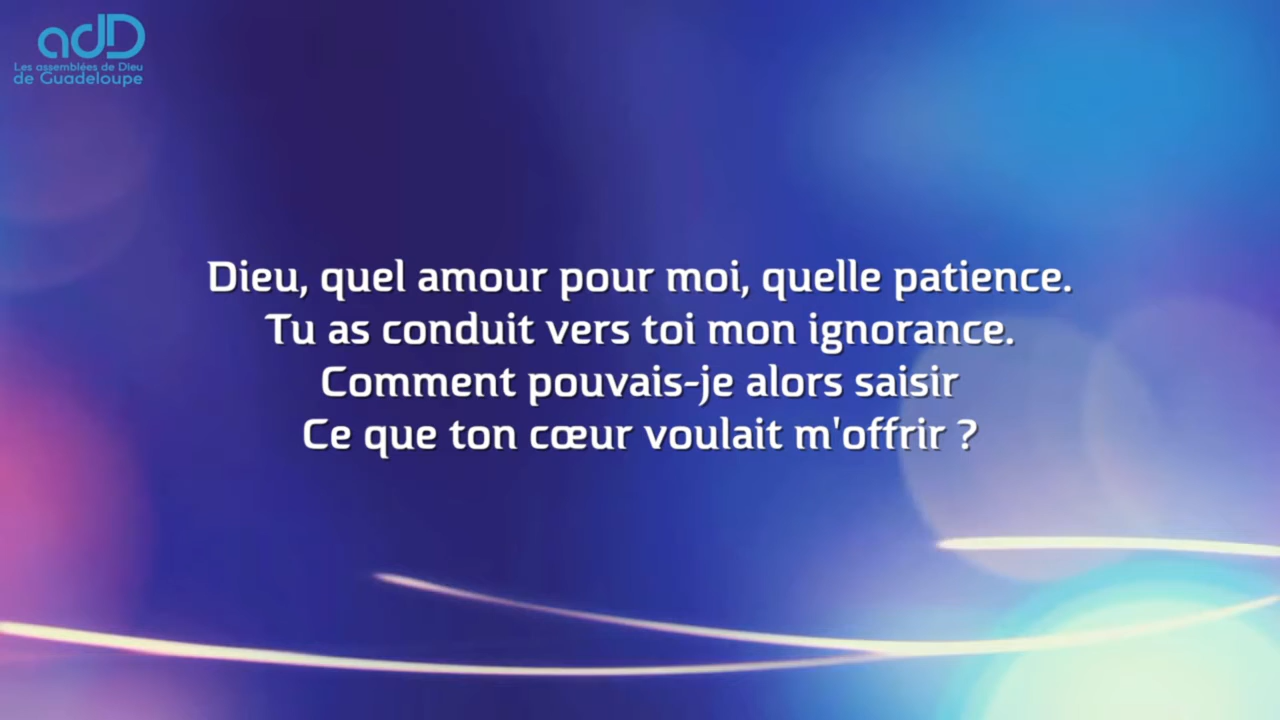 adD
Les assemblées de Dieu
de Guadeloupe
Dieu, quel amour pour moi, quelle patience.
Tu as conduit vers toi mon ignorance.
Comment pouvais-je alors saisir
Ce que ton cœur voulait m'offrir ?